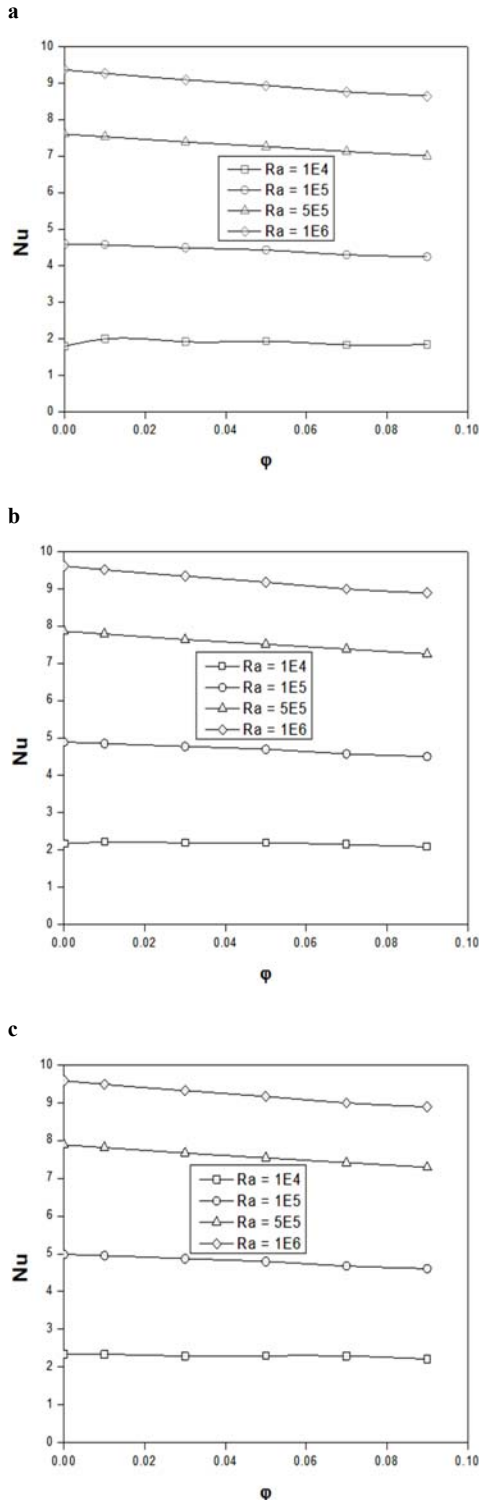 a
10
9
8
7
6
5
4
3
2
1
0
Nu
Ra = 1E4
Ra = 1E5
Ra = 5E5
Ra = 1E6
0.00 0.02 0.04 0.06 0.08 0.10
φ
b
10
9
8
7
6
5
4
3
2
1
0
Nu
Ra = 1E4
Ra = 1E5
Ra = 5E5
Ra = 1E6
0.00 0.02 0.04 0.06 0.08 0.10
φ
c
10
9
8
7
6
5
4
3
2
1
0
Nu
Ra = 1E4
Ra = 1E5
Ra = 5E5
Ra = 1E6
0.00 0.02 0.04 0.06 0.08 0.10
φ